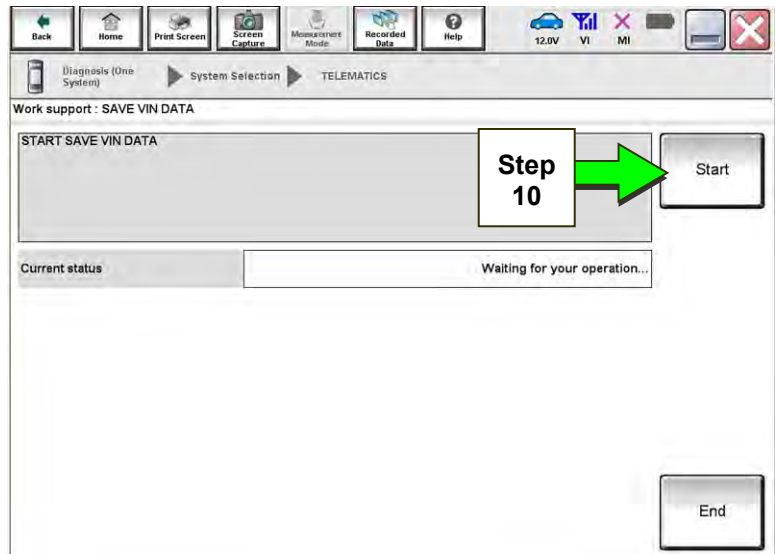 Back
Home
Print Screen
Screen
Capture
Measurement
Mode
Recorded
Data
Help
12.0V
VI
MI
Diagnosis (One
System)
System Selection
TELEMATICS
Work support : SAVE VIN DATA
START SAVE VIN DATA
Step
10
Start
Current status
Waiting for your operation...
End